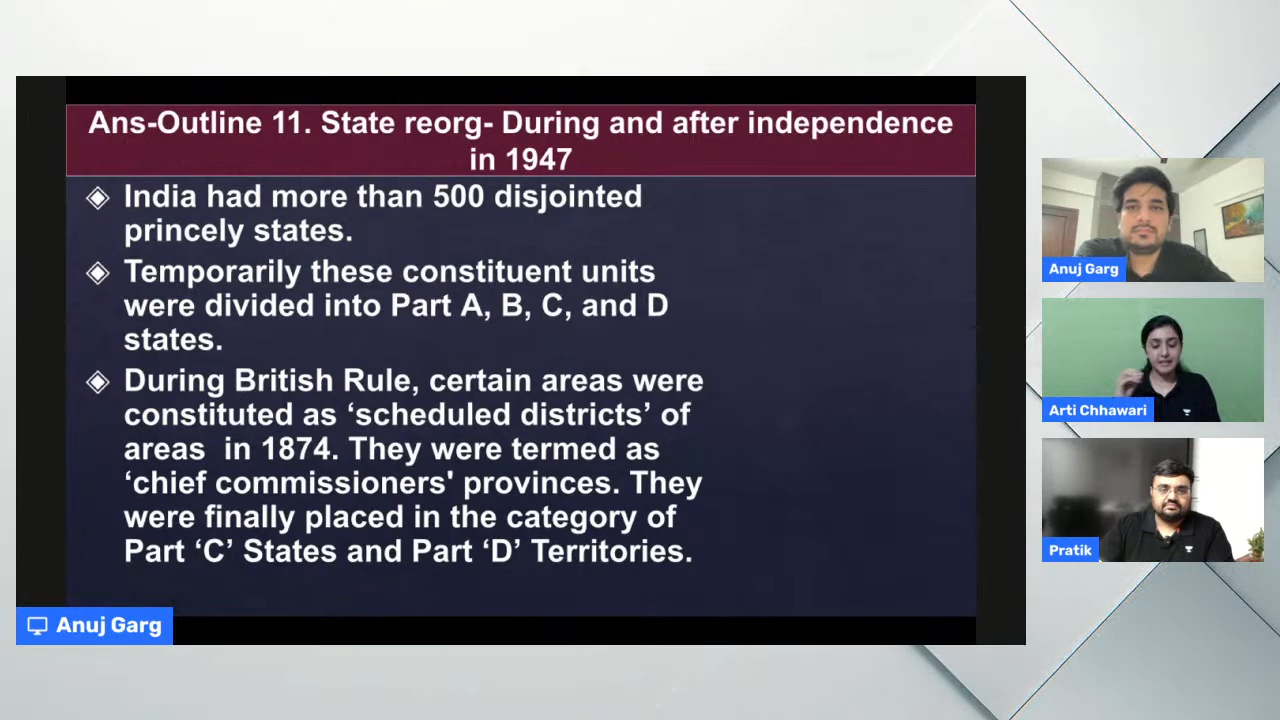 Ans-Outline 11. State reorg- During and after independence
in 1947
India had more than 500 disjointed
princely states.
Temporarily these constituent units
were divided into Part A, B, C, and D
states.
During British Rule, certain areas were
constituted as ‘scheduled districts’ of
areas  in 1874. They were termed as
‘chief commissioners' provinces. They
were finally placed in the category of
Part ‘C’ States and Part ‘D’ Territories.
Anuj Garg
Anuj Garg
Arti Chhawari
Pratik